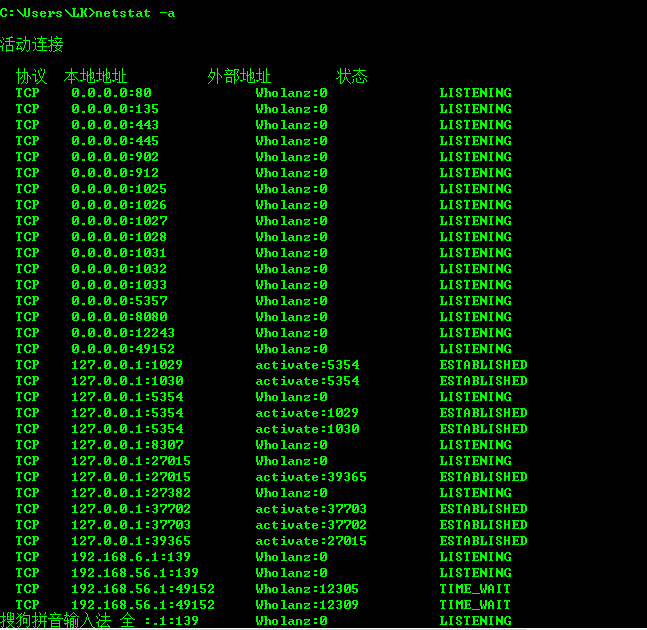 C:\Users\LK>netstat -a
活动连接
协议 本地地址 外部地址 状态
TCP 0.0.0.0:80 Wholanz:0 LISTENING
TCP 0.0.0.0:135 Wholanz:0 LISTENING
TCP 0.0.0.0:443 Wholanz:0 LISTENING
TCP 0.0.0.0:445 Wholanz:0 LISTENING
TCP 0.0.0.0:902 Wholanz:0 LISTENING
TCP 0.0.0.0:912 Wholanz:0 LISTENING
TCP 0.0.0.0:1025 Wholanz:0 LISTENING
TCP 0.0.0.0:1026 Wholanz:0 LISTENING
TCP 0.0.0.0:1027 Wholanz:0 LISTENING
TCP 0.0.0.0:1028 Wholanz:0 LISTENING
TCP 0.0.0.0:1031 Wholanz:0 LISTENING
TCP 0.0.0.0:1032 Wholanz:0 LISTENING
TCP 0.0.0.0:1033 Wholanz:0 LISTENING
TCP 0.0.0.0:5357 Wholanz:0 LISTENING
TCP 0.0.0.0:8080 Wholanz:0 LISTENING
TCP 0.0.0.0:12243 Wholanz:0 LISTENING
TCP 0.0.0.0:49152 Wholanz:0 LISTENING
TCP 127.0.0.1:1029 activate:5354 ESTABLISHED
TCP 127.0.0.1:1030 activate:5354 ESTABLISHED
TCP 127.0.0.1:5354 Wholanz:0 LISTENING
TCP 127.0.0.1:5354 activate:1029 ESTABLISHED
TCP 127.0.0.1:5354 activate:1030 ESTABLISHED
TCP 127.0.0.1:8307 Wholanz:0 LISTENING
TCP 127.0.0.1:27015 Wholanz:0 LISTENING
TCP 127.0.0.1:27015 activate:39365 ESTABLISHED
TCP 127.0.0.1:27382 Wholanz:0 LISTENING
TCP 127.0.0.1:37702 activate:37703 ESTABLISHED
TCP 127.0.0.1:37703 activate:37702 ESTABLISHED
TCP 127.0.0.1:39365 activate:27015 ESTABLISHED
TCP 192.168.6.1:139 Wholanz:0 LISTENING
TCP 192.168.56.1:139 Wholanz:0 LISTENING
TCP 192.168.56.1:49152 Wholanz:12305 TIME_WAIT
TCP 192.168.56.1:49152 Wholanz:12309 TIME_WAIT
搜狗拼音输入法 全 :.1:139 Wholanz:0 LISTENING